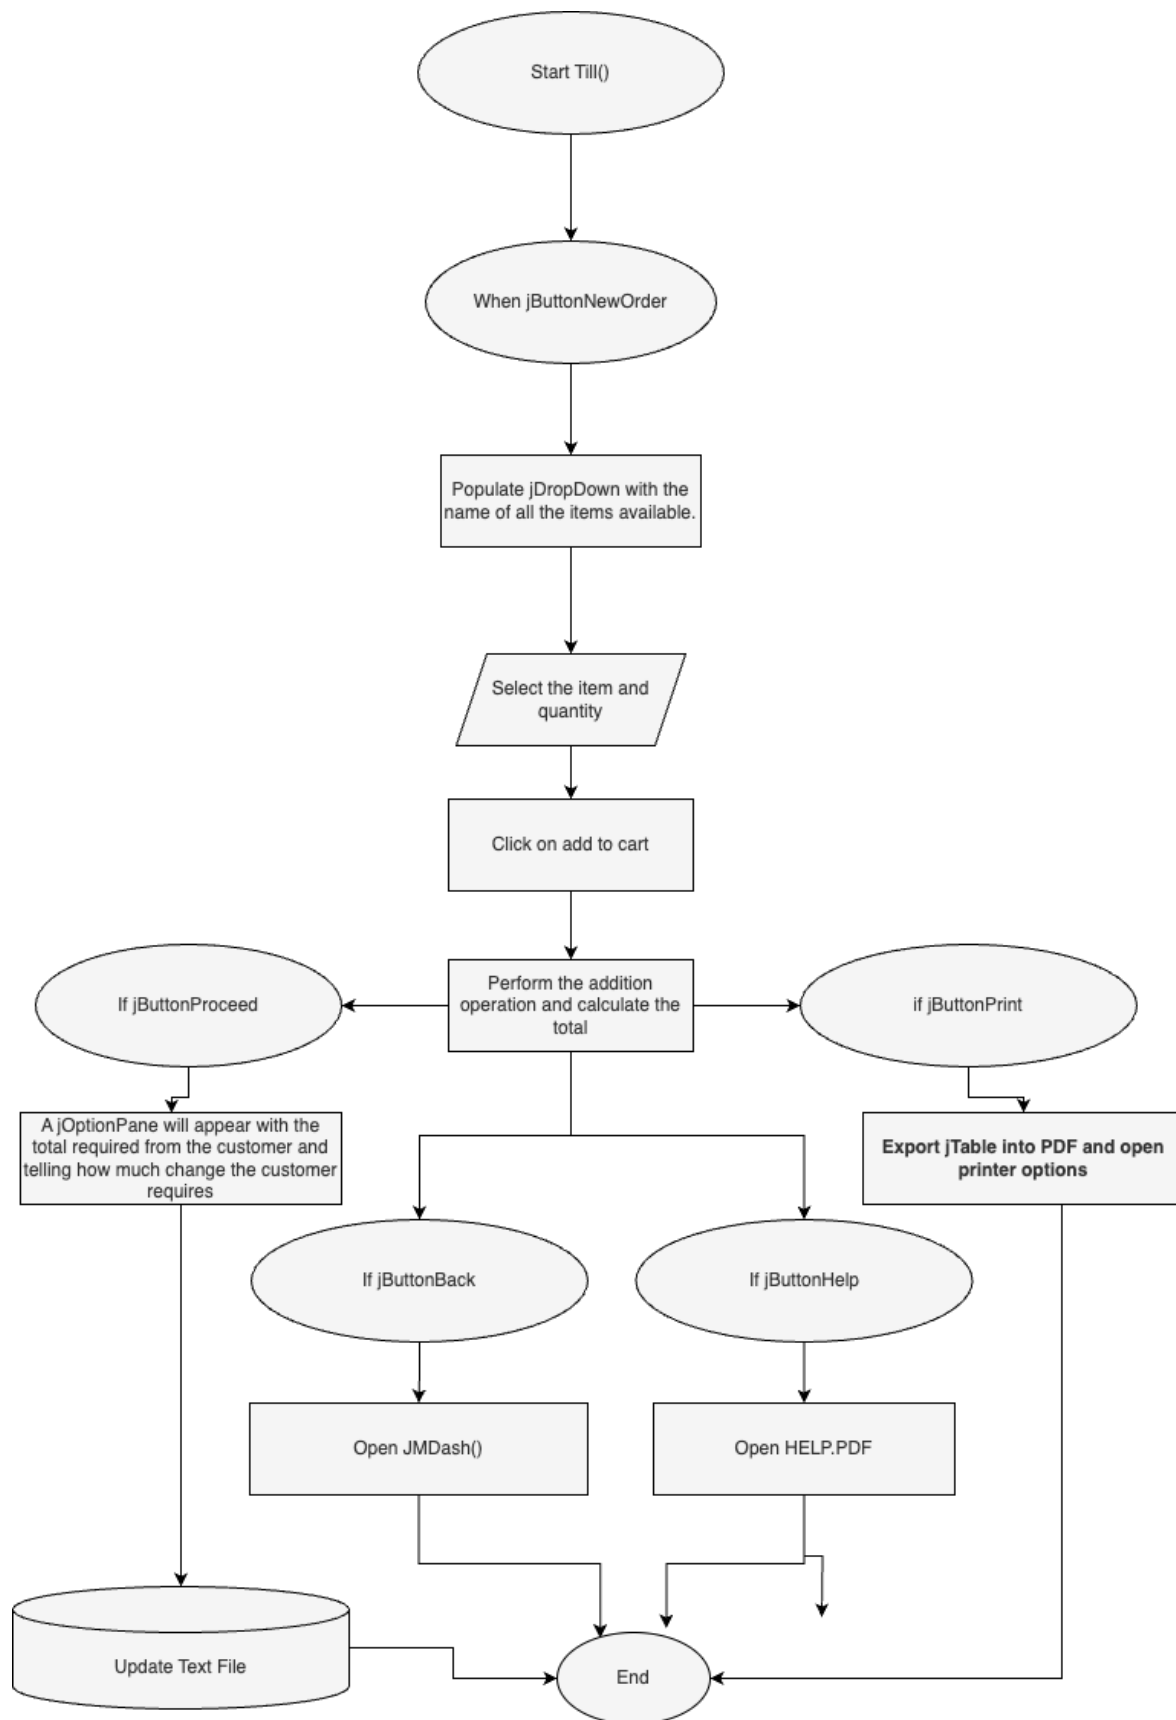 Start Till()
When jButtonNewOrder
Populate jDropDown with the
name of all the items available.
Select the item and
quantity
Click on add to cart
If jButtonProceed
Perform the addition
operation and calculate the
total
if jButtonPrint
A jOptionPane will appear with the
total required from the customer and
telling how much change the customer
requires
Export jTable into PDF and open
printer options
If jButtonBack
If jButtonHelp
Open JMDash()
Open HELP.PDF
Update Text File
End